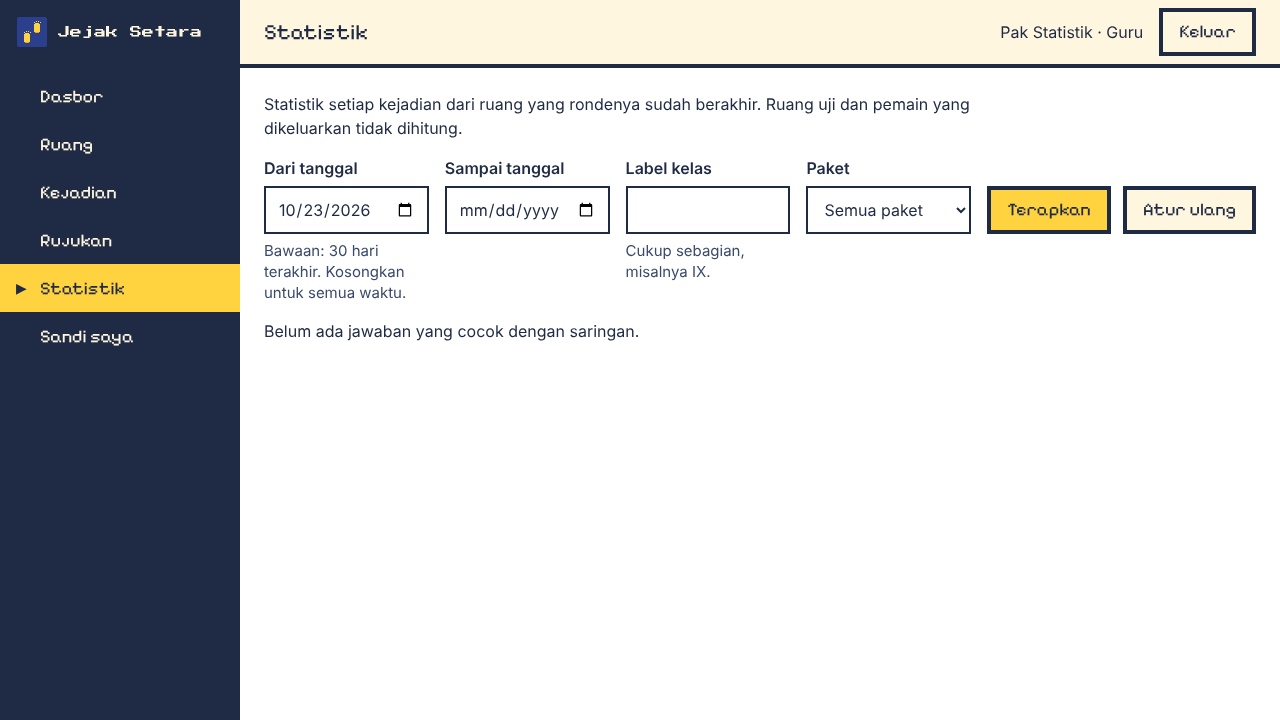 Jejak Setara
Statistik
Pak Statistik · Guru
Keluar
Dasbor
Ruang
Kejadian
Rujukan
▶ Statistik
Sandi saya
Statistik setiap kejadian dari ruang yang rondenya sudah berakhir. Ruang uji dan pemain yang
dikeluarkan tidak dihitung.
Dari tanggal
Sampai tanggal
Label kelas
Paket
10/23/2026
mm/dd/yyyy
Semua paket
Terapkan
Atur ulang
Bawaan: 30 hari
terakhir. Kosongkan
untuk semua waktu.
Cukup sebagian,
misalnya IX.
Belum ada jawaban yang cocok dengan saringan.